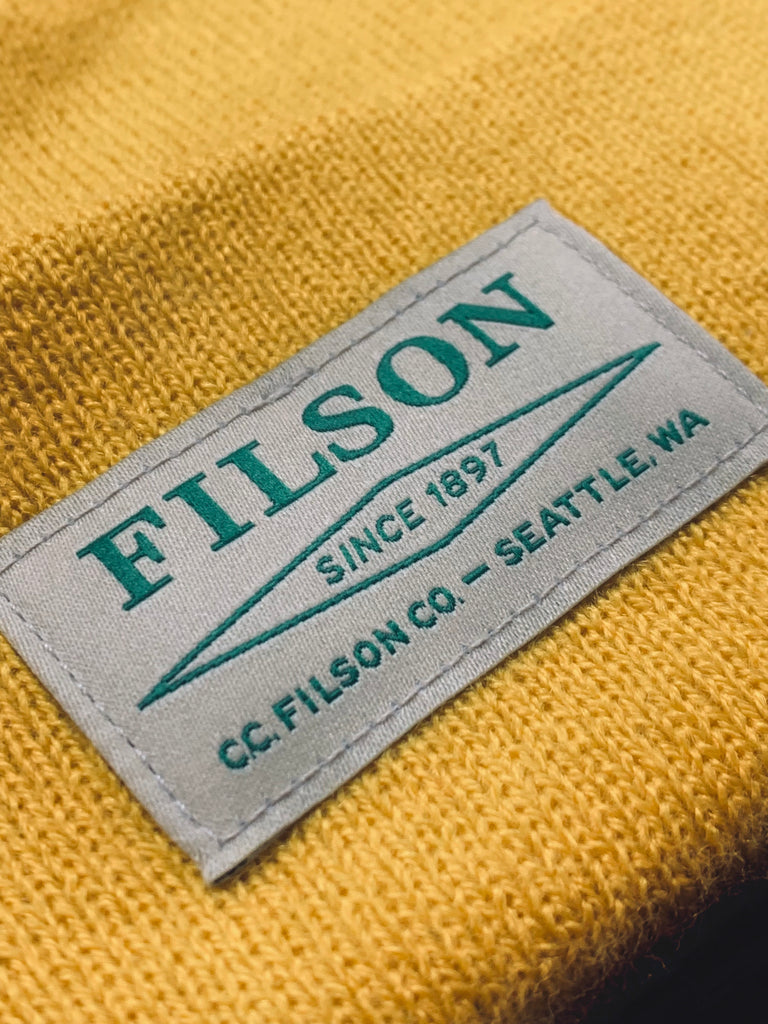 FILSON
SINCE 1897
C.C. FILSON CO. — SEATTLE, WA